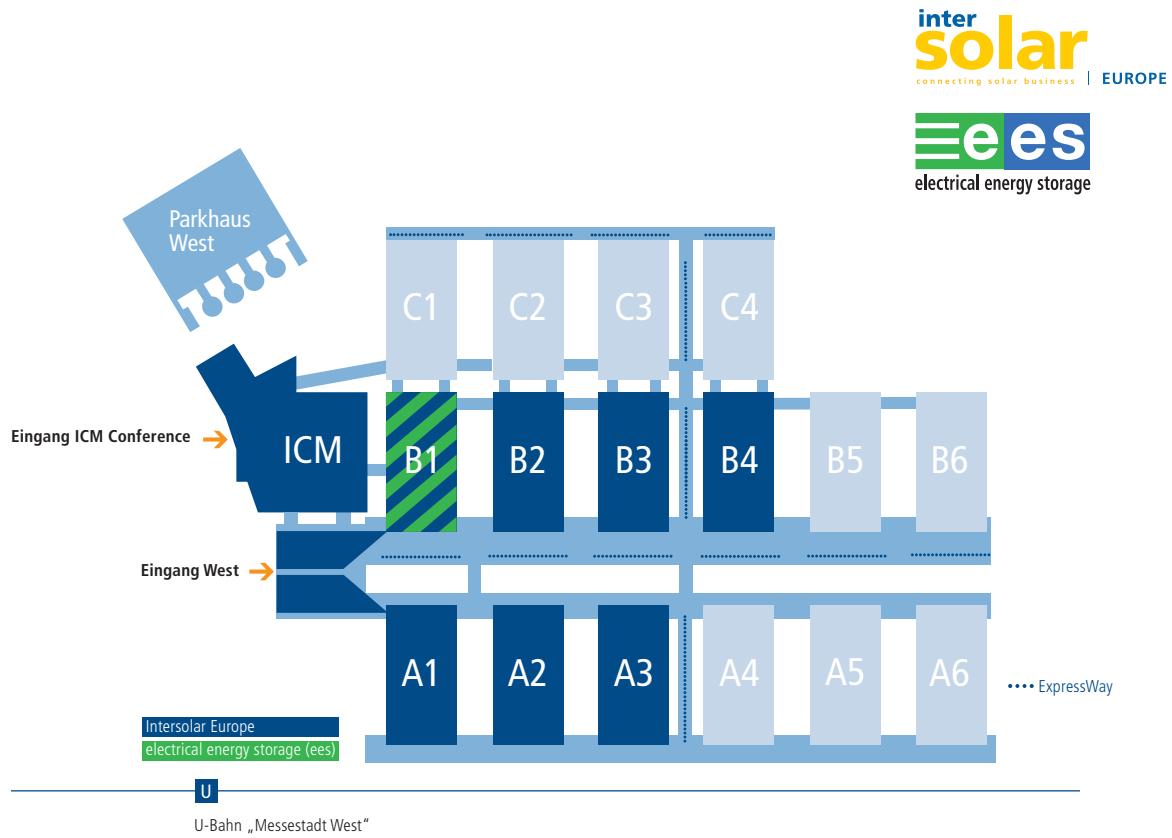 inter
solar
connecting solar business | EUROPE
ees
electrical energy storage
Parkhaus
West
C1 C2 C3 C4
Eingang ICM Conference
ICM
B1 B2 B3 B4 B5 B6
Eingang West
A1 A2 A3 A4 A5 A6
ExpressWay
Intersolar Europe
electrical energy storage (ees)
U
U-Bahn „Messestadt West“